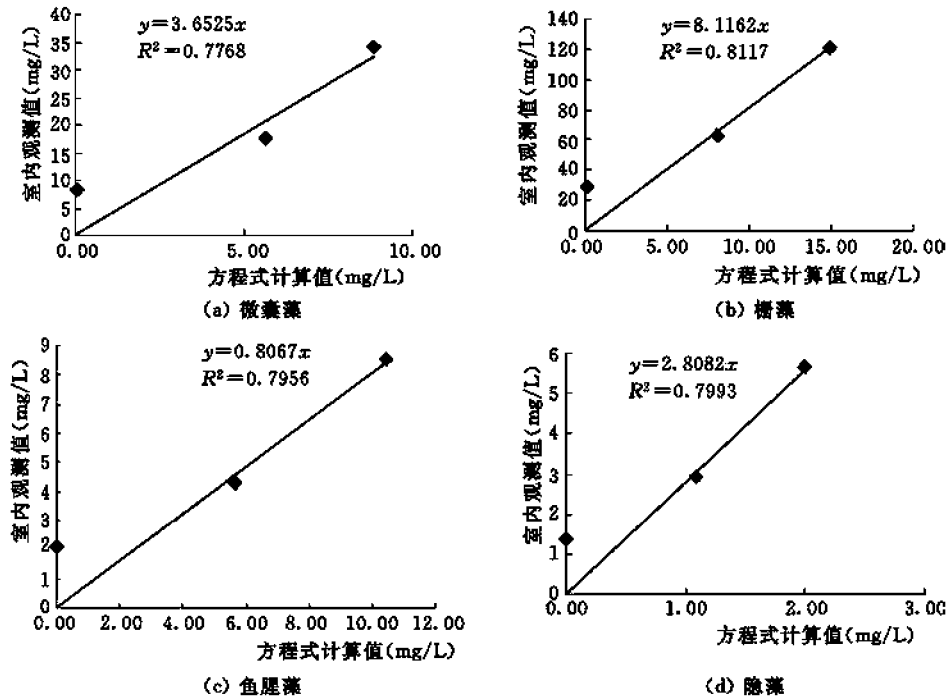 y=3.6525x
R²=0.7768
40
35
30
25
20
15
10
5
0
室内观测值(mg/L)
0.00 5.00 10.00
方程式计算值(mg/L)
(a) 微囊藻
y=8.1162x
R²=0.8117
140
120
100
80
60
40
20
0
室内观测值(mg/L)
0.00 5.00 10.00 15.00 20.00
方程式计算值(mg/L)
(b) 栅藻
y=0.8067x
R²=0.7956
9
8
7
6
5
4
3
2
1
0
室内观测值(mg/L)
0.00 2.00 4.00 6.00 8.00 10.00 12.00
方程式计算值(mg/L)
(c) 鱼腥藻
y=2.8082x
R²=0.7993
6
5
4
3
2
1
0
室内观测值(mg/L)
0.00 1.00 2.00 3.00
方程式计算值(mg/L)
(d) 隐藻